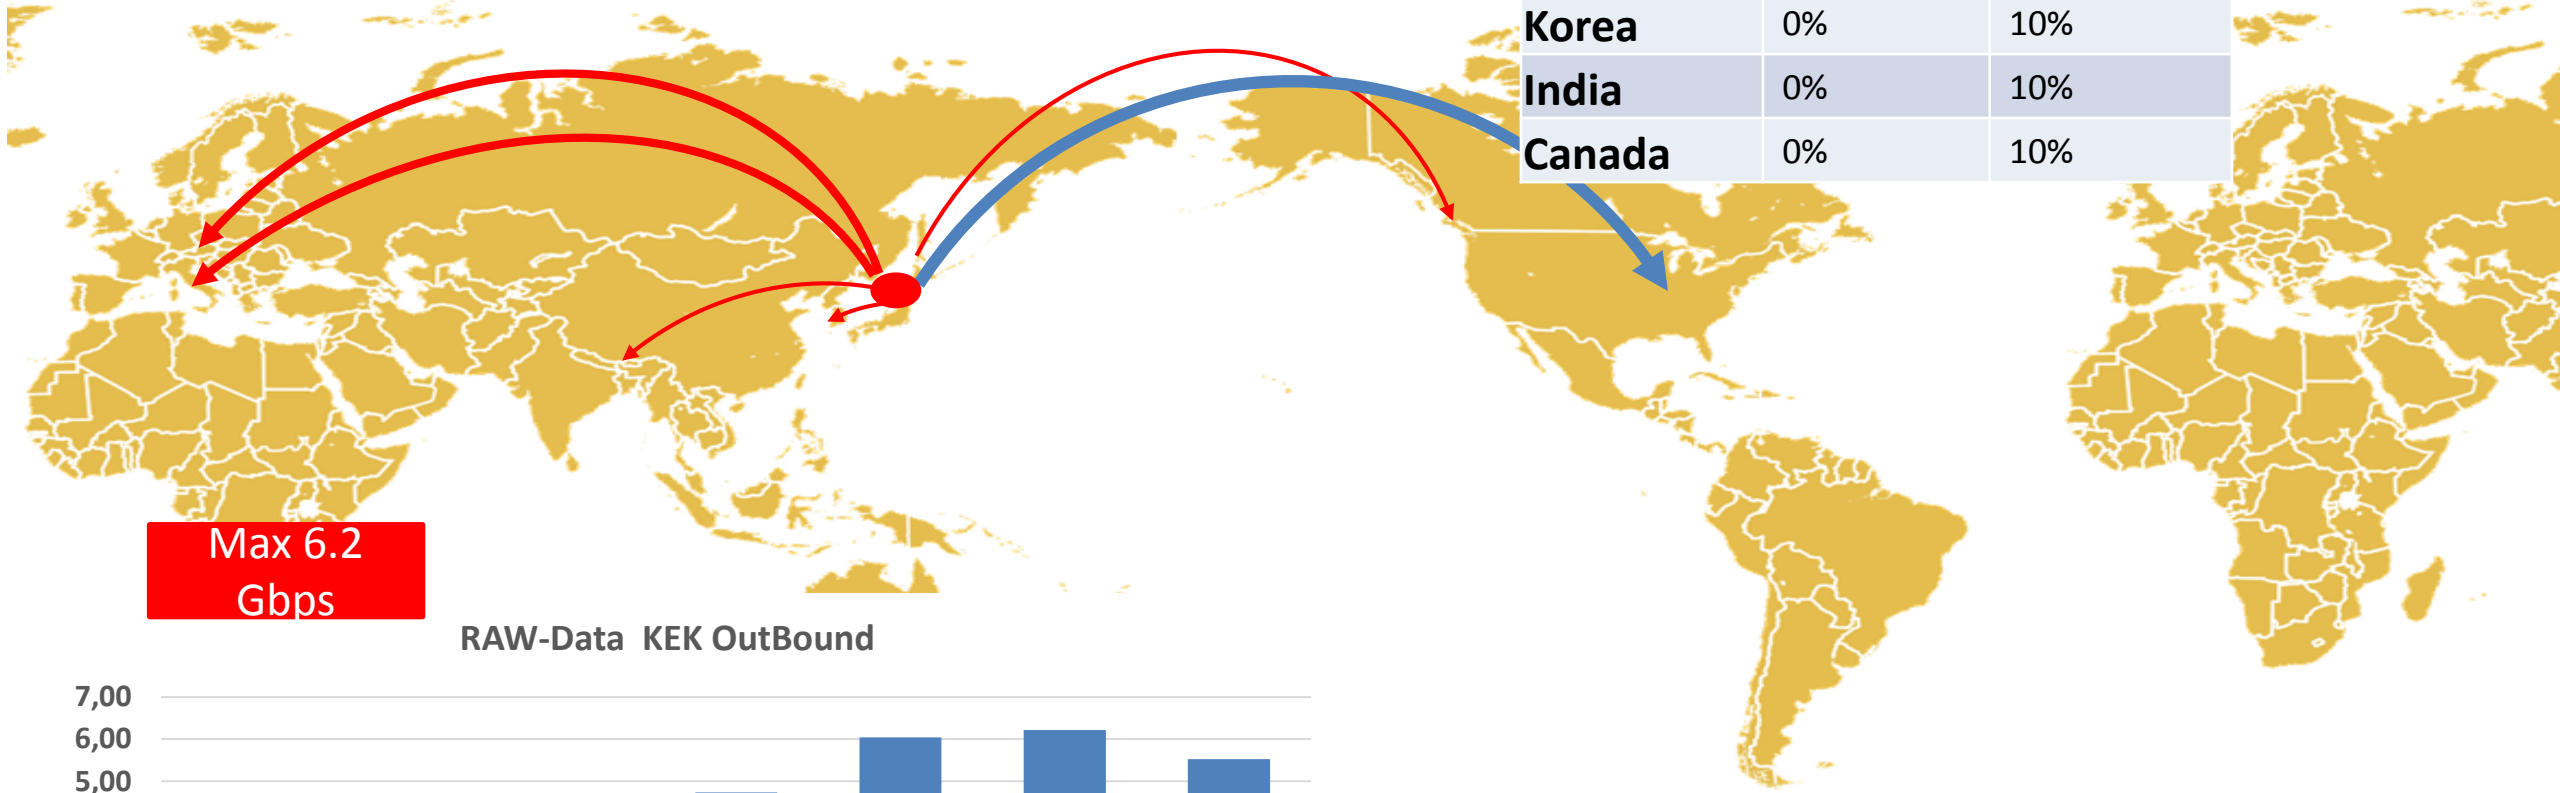 Korea 0% 10%
India 0% 10%
Canada 0% 10%
Max 6.2
Gbps
RAW-Data KEK OutBound
7,00
6,00
5,00